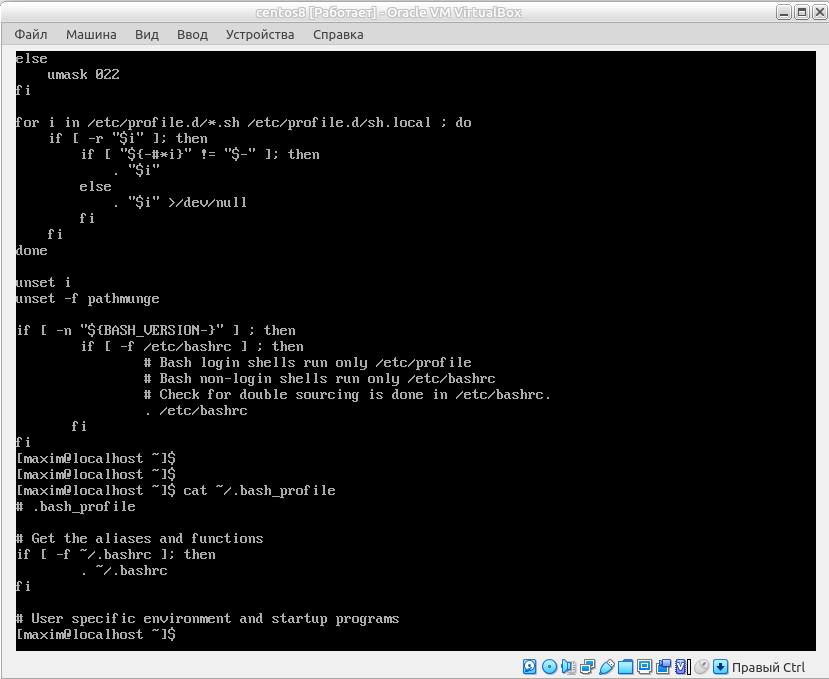 centos8 [Работает] - Oracle VM VirtualBox
Файл Машина Вид Ввод Устройства Справка
else
    umask 022
fi
for i in /etc/profile.d/*.sh /etc/profile.d/sh.local ; do
    if [ -r "$i" ]; then
        if [ "${-#*i}" != "$-" ]; then
            . "$i"
        else
            . "$i" >/dev/null
        fi
    fi
done
unset i
unset -f pathmunge
if [ -n "${BASH_VERSION-}" ] ; then
        if [ -f /etc/bashrc ] ; then
                # Bash login shells run only /etc/profile
                # Bash non-login shells run only /etc/bashrc
                # Check for double sourcing is done in /etc/bashrc.
                . /etc/bashrc
       fi
fi
[maxim@localhost ~]$
[maxim@localhost ~]$
[maxim@localhost ~]$ cat ~/.bash_profile
# .bash_profile
# Get the aliases and functions
if [ -f ~/.bashrc ]; then
        . ~/.bashrc
fi
# User specific environment and startup programs
[maxim@localhost ~]$
Правый Ctrl